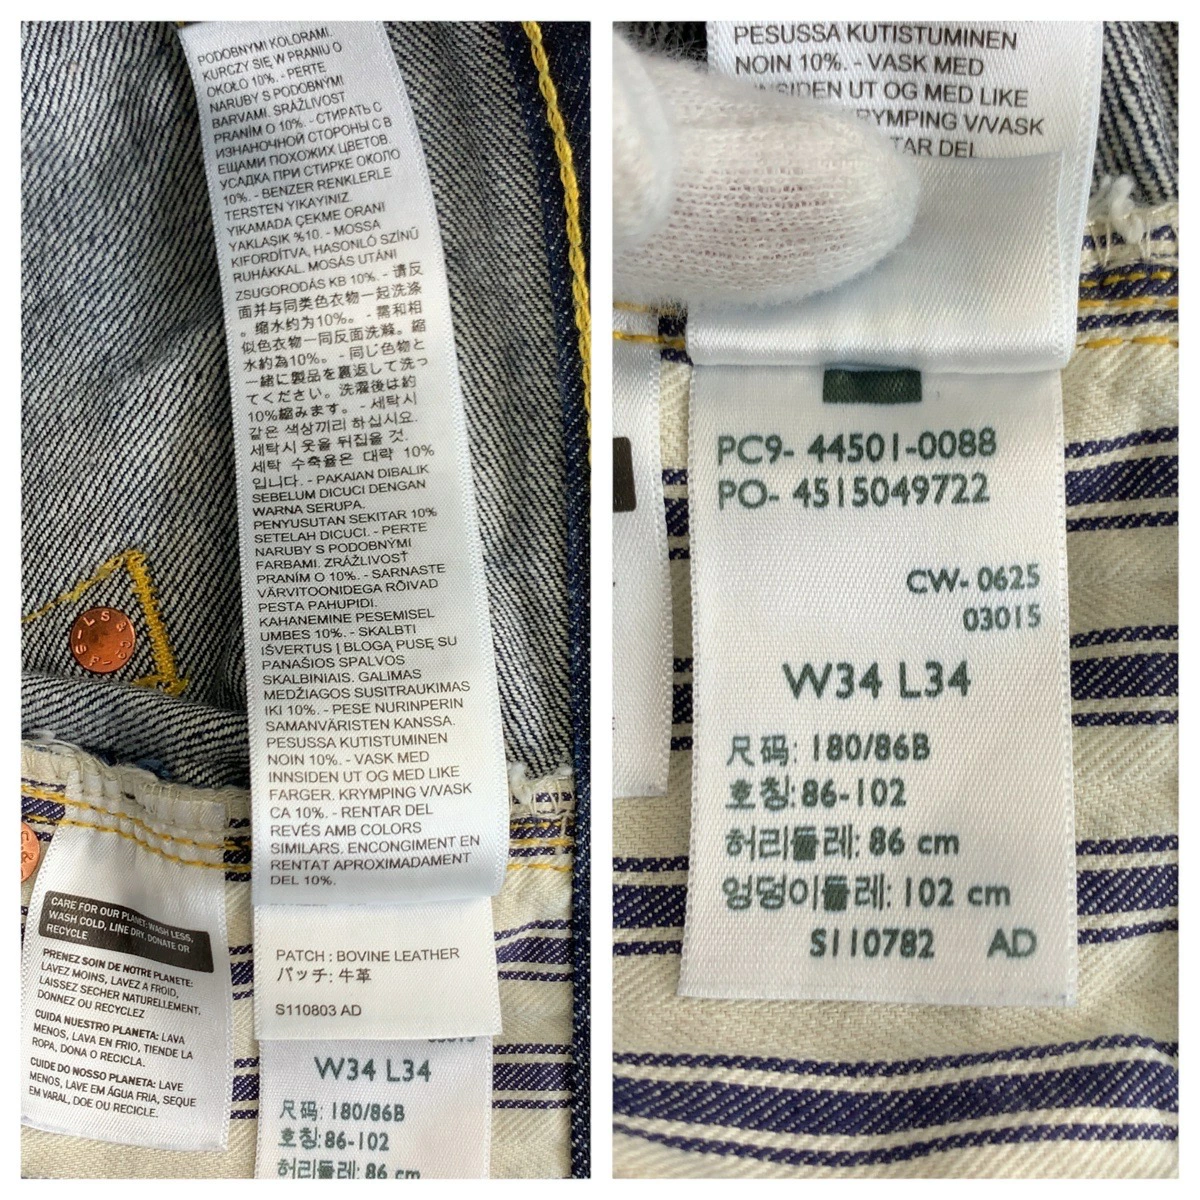 PODOBNYMI KOLORAMI.
KURCZY SIĘ, W PRANIU O
OKOŁO 10%. - PERTE
NARUBY S PODOBNÝMI
BARVAMI. SRÁŽLIVOST
PRANÍM O 10%. - СТИРАТЬ С
ИЗНАНОЧНОЙ СТОРОНЫ С В
ЕЩАМИ ПОХОЖИХ ЦВЕТОВ.
УСАДКА ПРИ СТИРКЕ ОКОЛО
10%. - BENZER RENKLERLE
TERSTEN YIKAYINIZ.
YIKAMADA ÇEKME ORANI
YAKLAŞIK %10. - MOSSA
KIFORDÍTVA, HASONLÓ SZÍNŰ
RUHÁKKAL. MOSÁS UTÁNI
ZSUGORODÁS KB 10%. - 请反
面并与同类色衣物一起洗涤
。缩水约为10%。 - 需和相
似色衣物一同反面洗滌。縮
水約為10%。 - 同じ色物と
一緒に製品を裏返して洗っ
てください。洗濯後は約
10%縮みます。 - 세탁시
같은 색상끼리 하십시요.
세탁시 옷을 뒤집을 것.
세탁 수축율은 대략 10%
입니다. - PAKAIAN DIBALIK
SEBELUM DICUCI DENGAN
WARNA SERUPA.
PENYUSUTAN SEKITAR 10%
SETELAH DICUCI. - PERTE
NARUBY S PODOBNÝMI
FARBAMI. ZRÁŽLIVOSŤ
PRANÍM O 10%. - SARNASTE
VÄRVITOONIDEGA RÕIVAD
PESTA PAHUPIDI.
KAHANEMINE PESEMISEL
UMBES 10%. - SKALBTI
IŠVERTUS Į BLOGĄ PUSĘ SU
PANAŠIOS SPALVOS
SKALBINIAIS. GALIMAS
MEDŽIAGOS SUSITRAUKIMAS
IKI 10%. - PESE NURINPERIN
SAMANVÄRISTEN KANSSA.
PESUSSA KUTISTUMINEN
NOIN 10%. - VASK MED
INNSIDEN UT OG MED LIKE
FARGER. KRYMPING V/VASK
CA 10%. - RENTAR DEL
REVÉS AMB COLORS
SIMILARS. ENCONGIMENT EN
RENTAT APROXIMADAMENT
DEL 10%.
PATCH : BOVINE LEATHER
パッチ: 牛革
S110803 AD
03015
W34 L34
尺码: 180/86B
호칭: 86-102
허리둘레: 86 cm
CARE FOR OUR PLANET: WASH LESS,
WASH COLD, LINE DRY, DONATE OR
RECYCLE
PRENEZ SOIN DE NOTRE PLANETE:
LAVEZ MOINS, LAVEZ A FROID,
LAISSEZ SECHER NATURELLEMENT,
DONNEZ OU RECYCLEZ
CUIDA NUESTRO PLANETA: LAVA
MENOS, LAVA EN FRIO, TIENDE LA
ROPA, DONA O RECICLA.
CUIDE DO NOSSO PLANETA: LAVE
MENOS, LAVE EM ÁGUA FRIA, SEQUE
EM VARAL, DOE OU RECICLE.
PESUSSA KUTISTUMINEN
NOIN 10%. - VASK MED
INNSIDEN UT OG MED LIKE
KRYMPING V/VASK
RENTAR DEL
PC9- 44501-0088
PO- 4515049722
CW- 0625
03015
W34 L34
尺码: 180/86B
호칭: 86-102
허리둘레: 86 cm
엉덩이둘레: 102 cm
S110782 AD